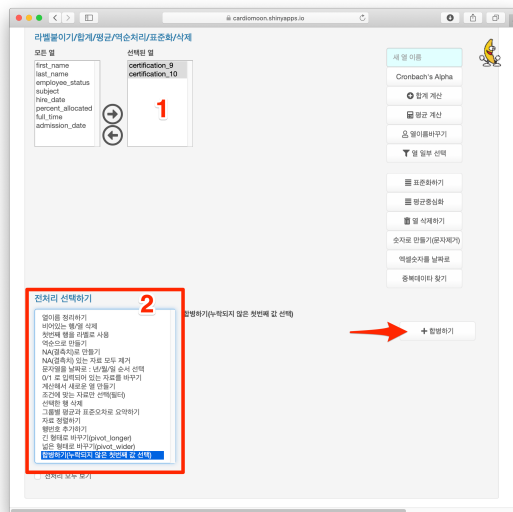 cardiomoon.shinyapps.io
라벨붙이기/합계/평균/역순처리/표준화/삭제
모든 열
선택된 열
first_name
last_name
employee_status
subject
hire_date
percent_allocated
full_time
admission_date
certification_9
certification_10
1
새 열 이름
Cronbach's Alpha
합계 계산
평균 계산
열이름바꾸기
열 일부 선택
표준화하기
평균중심화
열 삭제하기
숫자로 만들기(문자제거)
엑셀숫자를 날짜로
중복데이타 찾기
전처리 선택하기
2
열이름 정리하기
비어있는 행/열 삭제
첫번째 행을 라벨로 사용
역순으로 만들기
NA(결측치)로 만들기
NA(결측치) 있는 자료 모두 제거
문자열을 날짜로 ; 년/월/일 순서 선택
0/1 로 입력되어 있는 자료를 바꾸기
계산해서 새로운 열 만들기
조건에 맞는 자료만 선택(필터)
선택한 행 삭제
그룹별 평균과 표준오차로 요약하기
자료 정렬하기
행번호 추가하기
긴 형태로 바꾸기(pivot_longer)
넓은 형태로 바꾸기(pivot_wider)
합병하기(누락되지 않은 첫번째 값 선택)
합병하기(누락되지 않은 첫번째 값 선택)
+ 합병하기
전처리 모두 보기